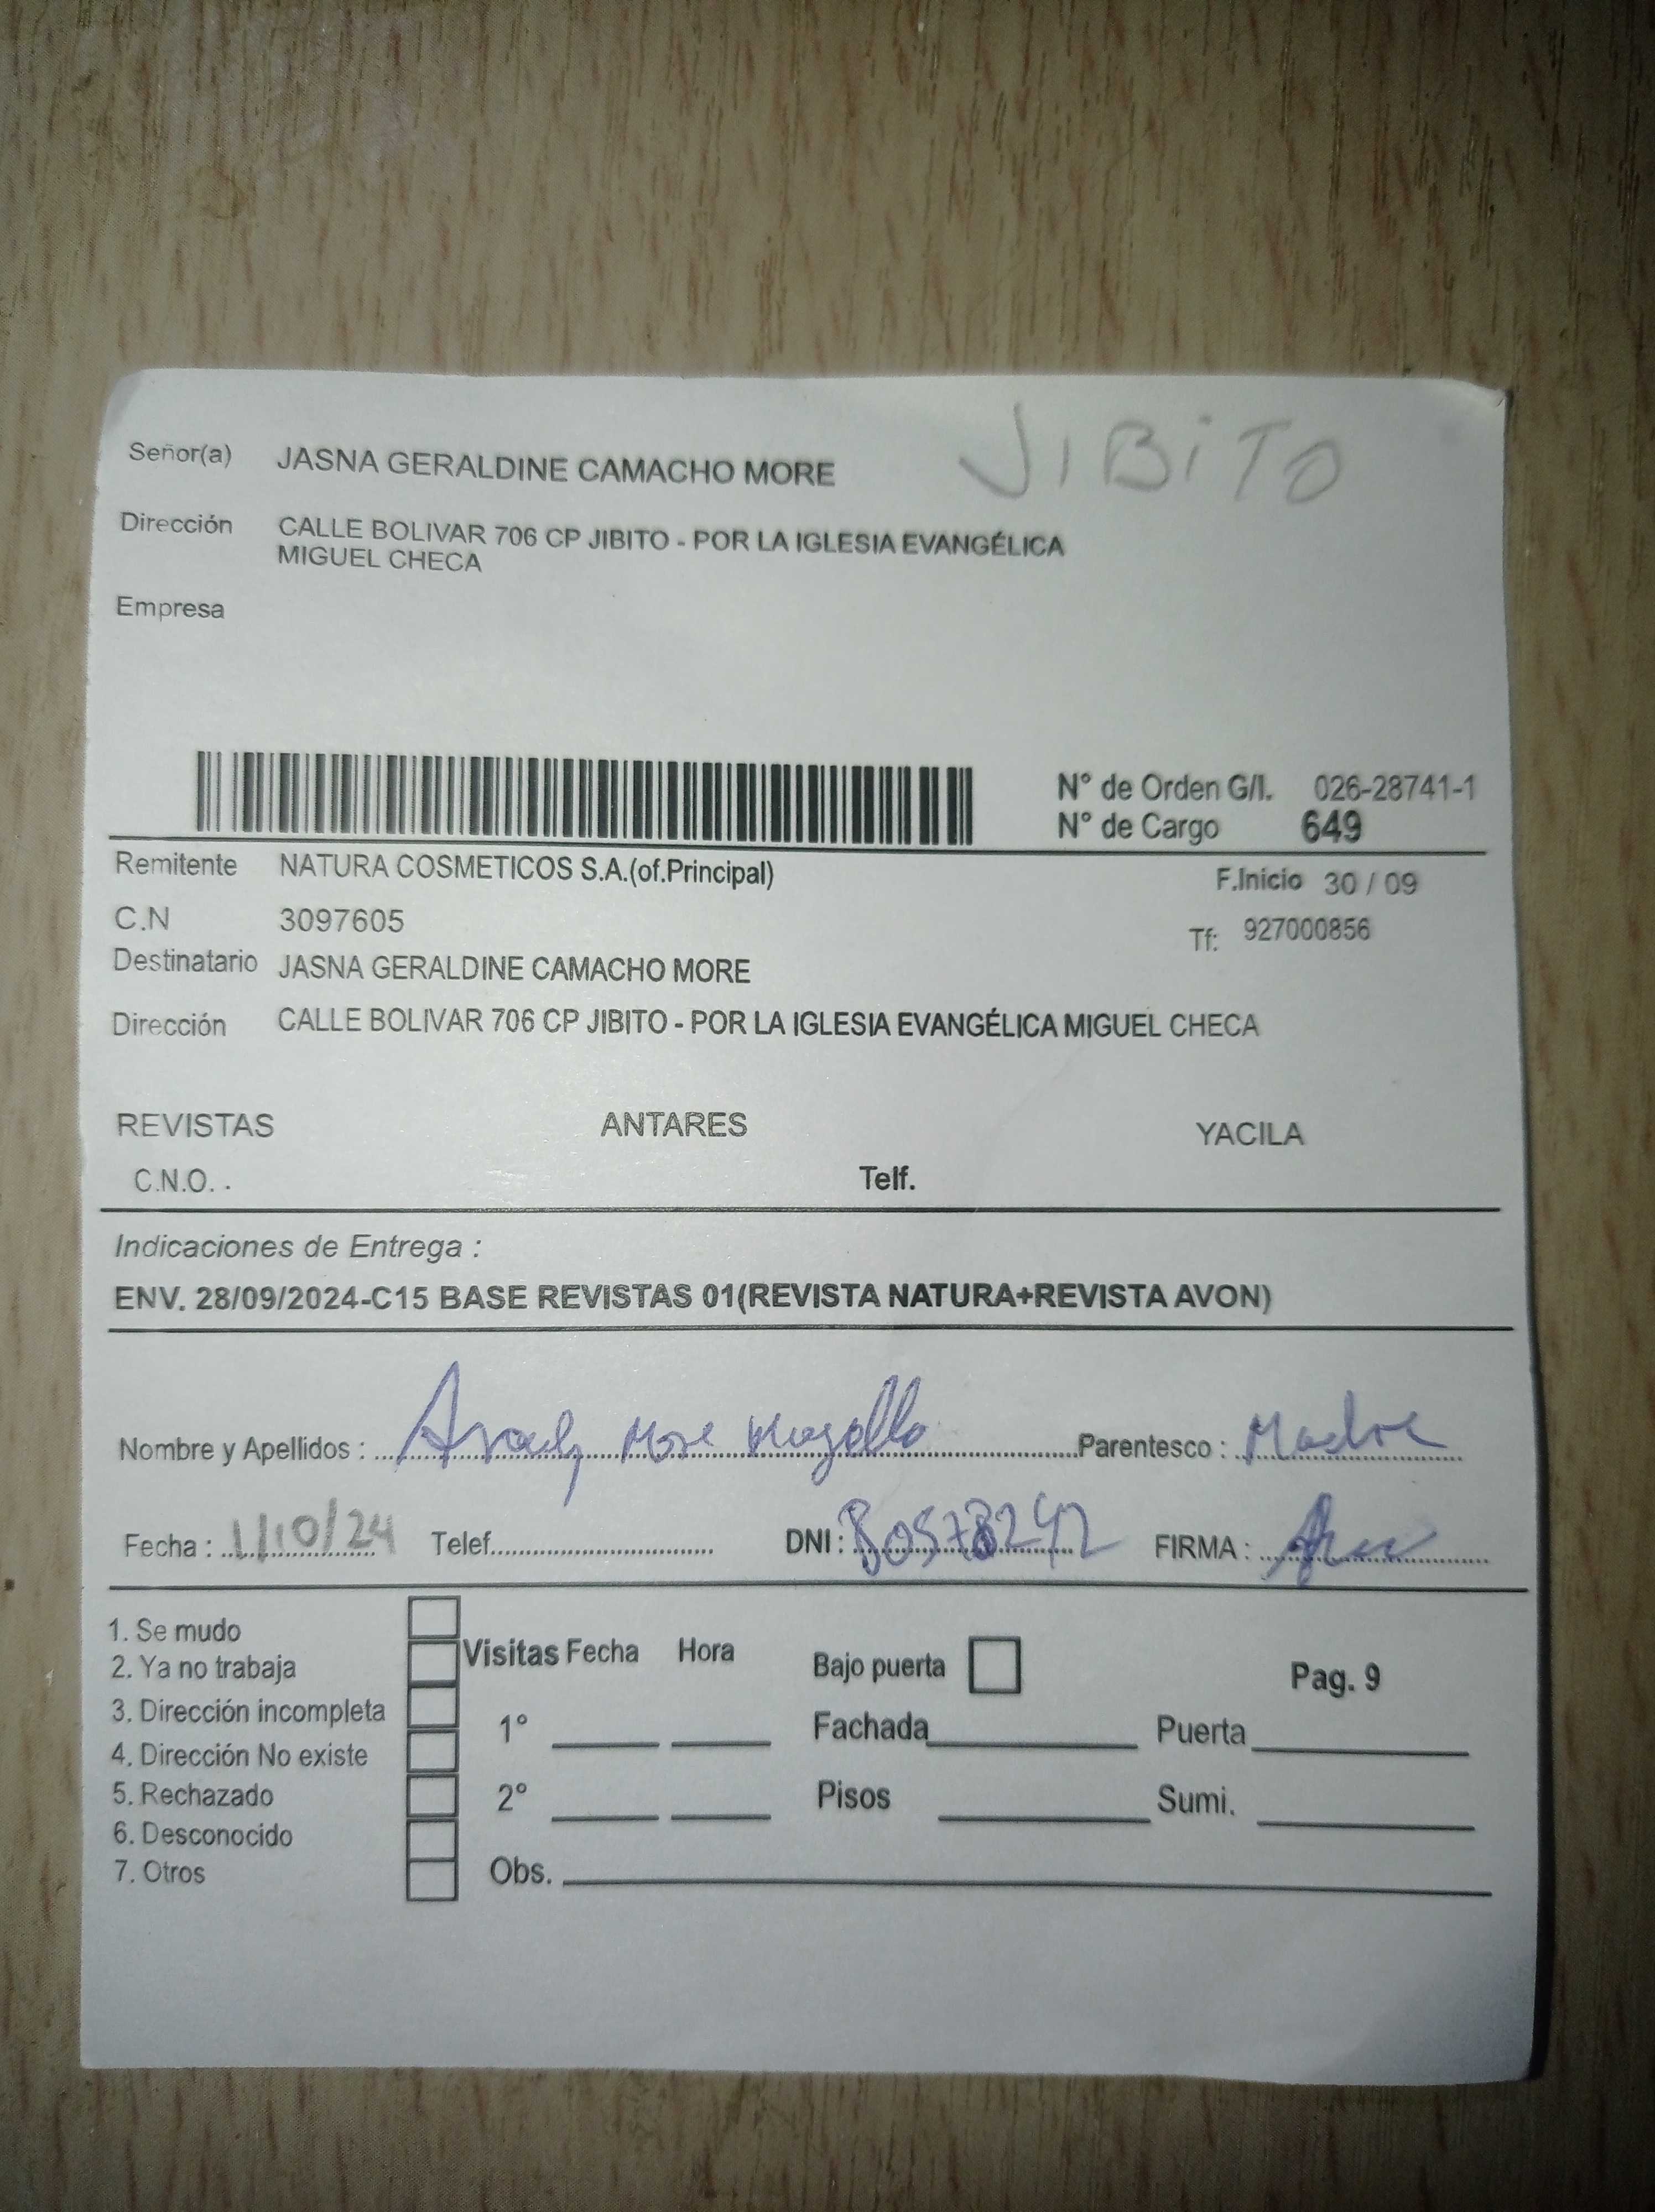 JIBiTO
Señor(a) JASNA GERALDINE CAMACHO MORE
Dirección CALLE BOLIVAR 706 CP JIBITO - POR LA IGLESIA EVANGÉLICA
MIGUEL CHECA
Empresa
N° de Orden G/I. 026-28741-1
N° de Cargo 649
Remitente NATURA COSMETICOS S.A.(of.Principal) F.Inicio 30 / 09
C.N 3097605 Tf: 927000856
Destinatario JASNA GERALDINE CAMACHO MORE
Dirección CALLE BOLIVAR 706 CP JIBITO - POR LA IGLESIA EVANGÉLICA MIGUEL CHECA
REVISTAS ANTARES YACILA
C.N.O. . Telf.
Indicaciones de Entrega :
ENV. 28/09/2024-C15 BASE REVISTAS 01(REVISTA NATURA+REVISTA AVON)
Nombre y Apellidos : More Parentesco : Madre
Fecha : 1/10/24 Telef. DNI: FIRMA :
1. Se mudo
2. Ya no trabaja
3. Dirección incompleta
4. Dirección No existe
5. Rechazado
6. Desconocido
7. Otros
Visitas Fecha Hora
1°
2°
Obs.
Bajo puerta Pag. 9
Fachada Puerta
Pisos Sumi.